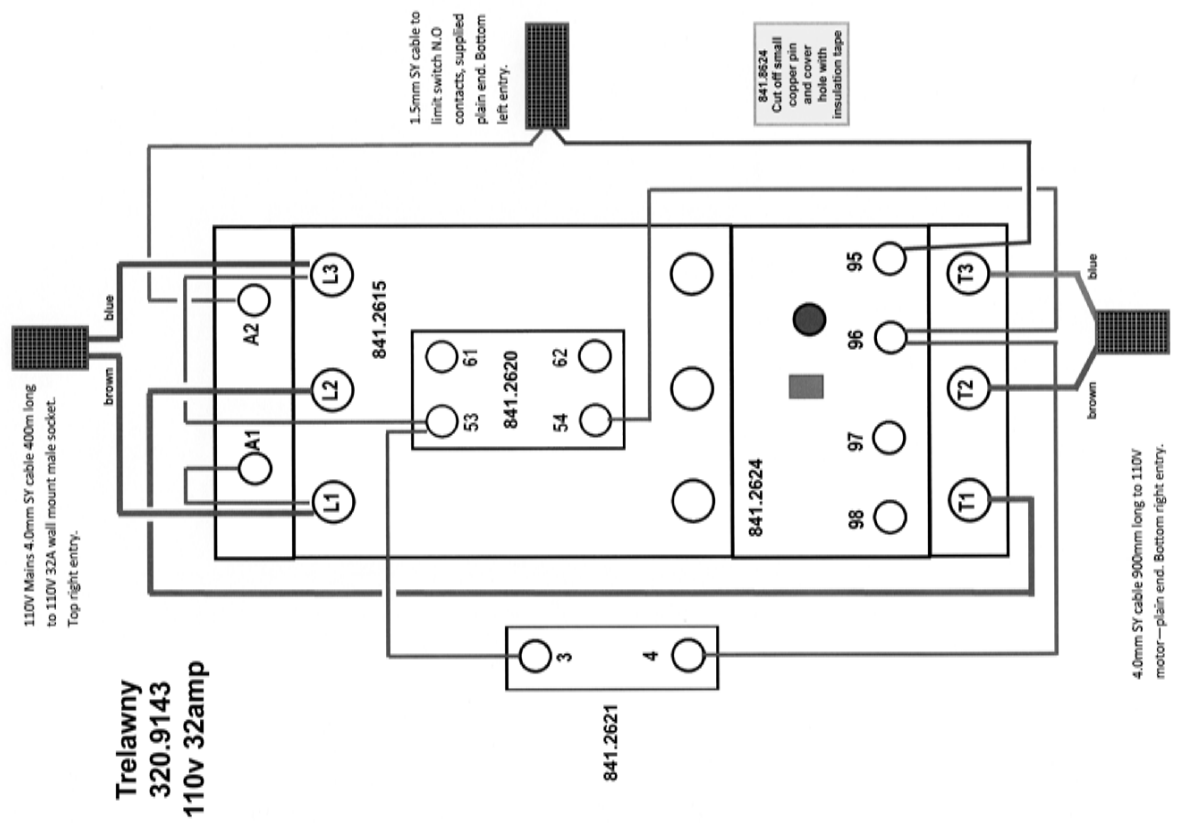 Trelawny
320.9143
110v 32amp
110V Mains 4.0mm SY cable 400m long
to 110V 32A wall mount male socket.
Top right entry.
brown
blue
1.5mm SY cable to
limit switch N.O
contacts, supplied
plain end. Bottom
left entry.
841.8624
Cut off small
copper pin
and cover
hole with
insulation tape
A1
A2
L1
L2
L3
841.2615
53
61
841.2620
54
62
841.2624
98
97
96
95
T1
T2
T3
3
4
841.2621
brown
blue
4.0mm SY cable 900mm long to 110V
motor—plain end. Bottom right entry.